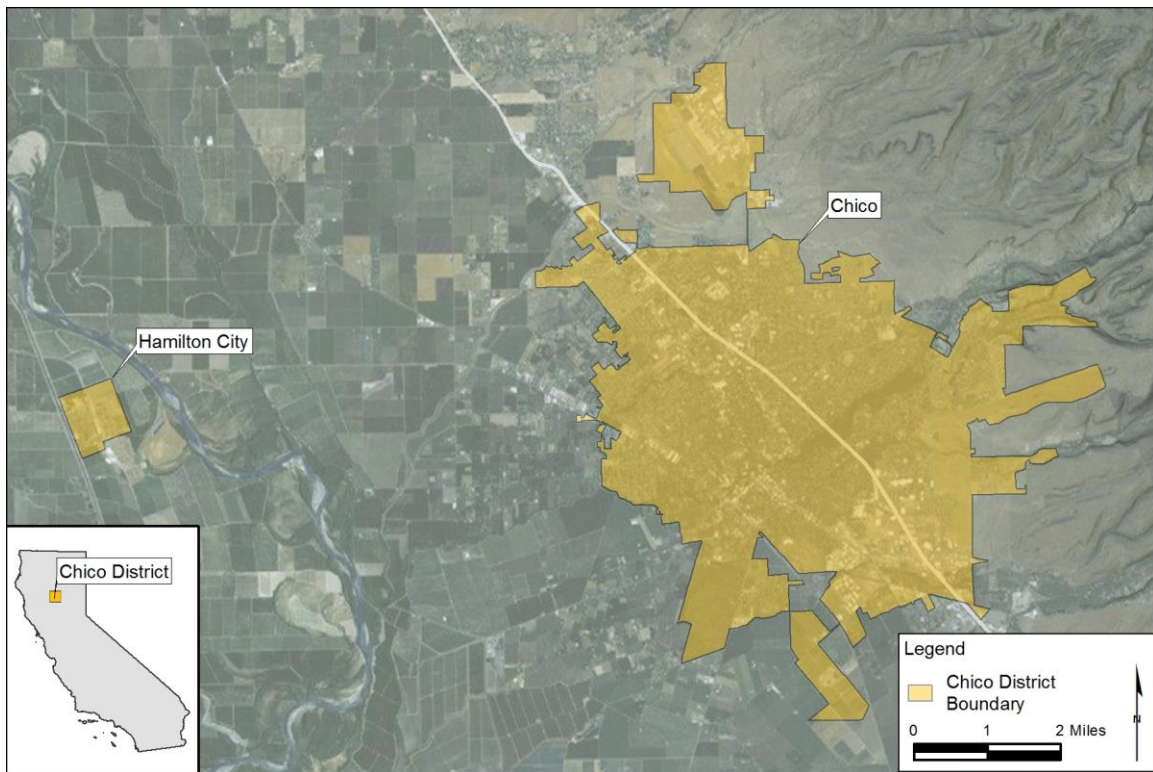 Chico
Hamilton City
Chico District
Legend
Chico District
Boundary
0 1 2 Miles
N